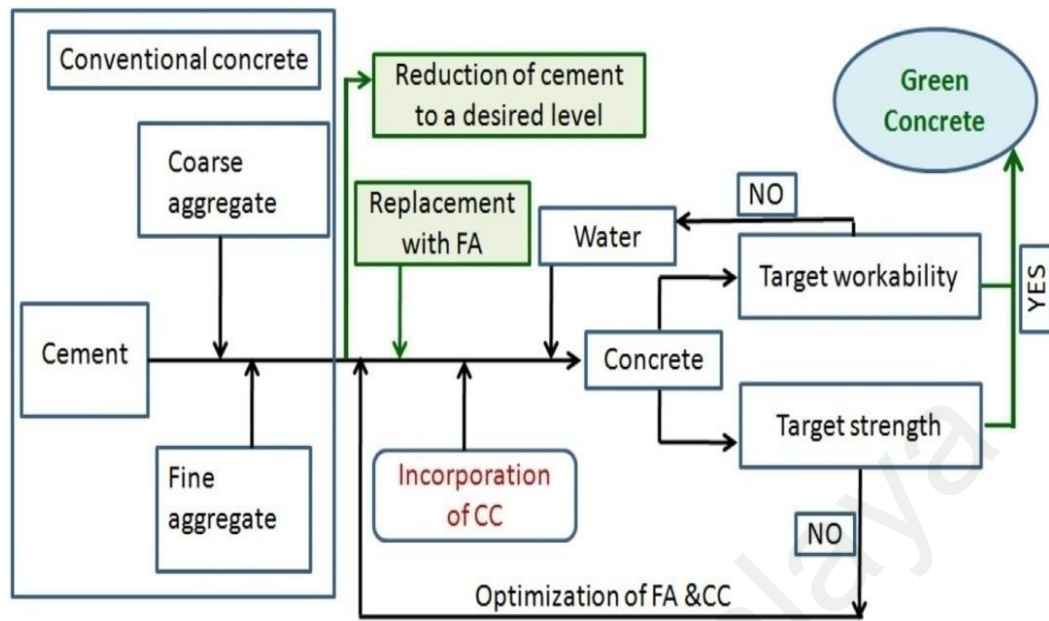 Conventional concrete
Reduction of cement
to a desired level
Green
Concrete
Coarse
aggregate
Replacement
with FA
Water
NO
Target workability
YES
Cement
Concrete
Target strength
Fine
aggregate
Incorporation
of CC
NO
Optimization of FA &CC
laya